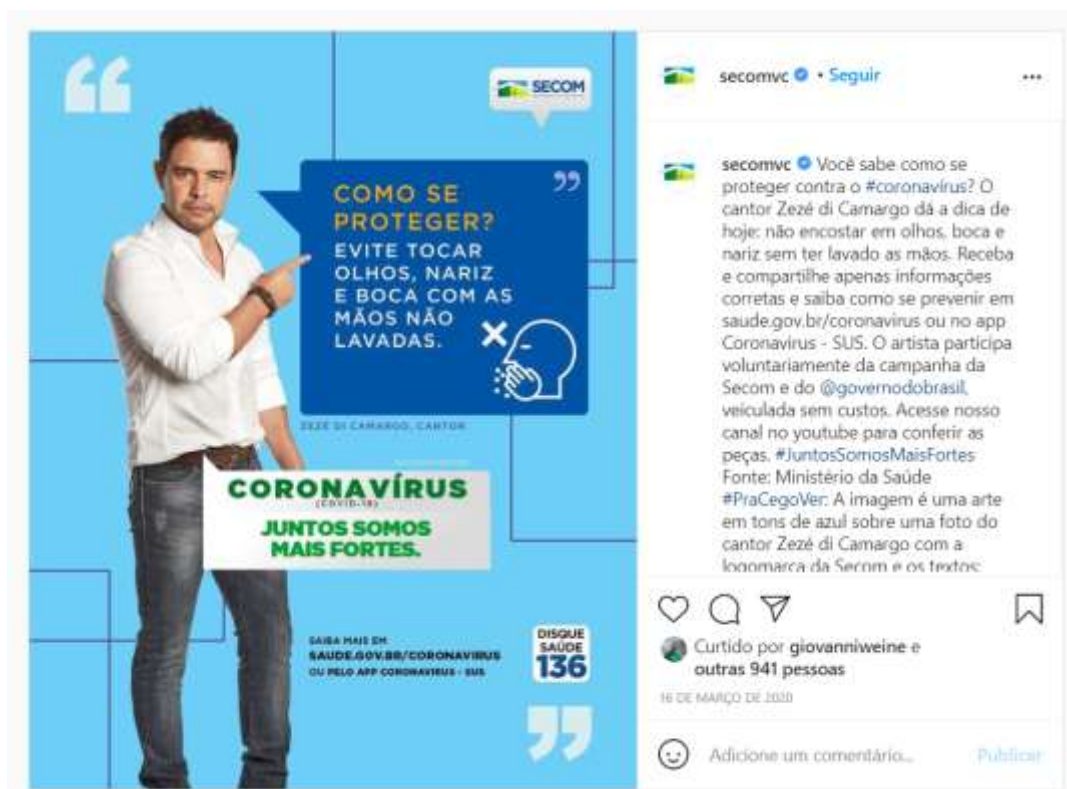 SECOM
COMO SE
PROTEGER?
EVITE TOCAR
OLHOS, NARIZ
E BOCA COM AS
MÃOS NÃO
LAVADAS.
ZEZÉ DI CAMARGO, CANTOR
CORONAVÍRUS
(COVID-19)
JUNTOS SOMOS
MAIS FORTES.
SAIBA MAIS EM
SAUDE.GOV.BR/CORONAVIRUS
OU PELO APP CORONAVIRUS - SUS
DISQUE
SAÚDE
136
secomvc • Seguir
secomvc Você sabe como se
proteger contra o #coronavírus? O
cantor Zezé di Camargo dá a dica de
hoje: não encostar em olhos, boca e
nariz sem ter lavado as mãos. Receba
e compartilhe apenas informações
corretas e saiba como se prevenir em
saude.gov.br/coronavirus ou no app
Coronavirus - SUS. O artista participa
voluntariamente da campanha da
Secom e do @governodobrasil,
veiculada sem custos. Acesse nosso
canal no youtube para conferir as
peças. #JuntosSomosMaisFortes
Fonte: Ministério da Saúde
#PraCegoVer: A imagem é uma arte
em tons de azul sobre uma foto do
cantor Zezé di Camargo com a
logomarca da Secom e os textos:
Curtido por giovanniweine e
outras 941 pessoas
16 DE MARÇO DE 2020
Adicione um comentário... Publicar